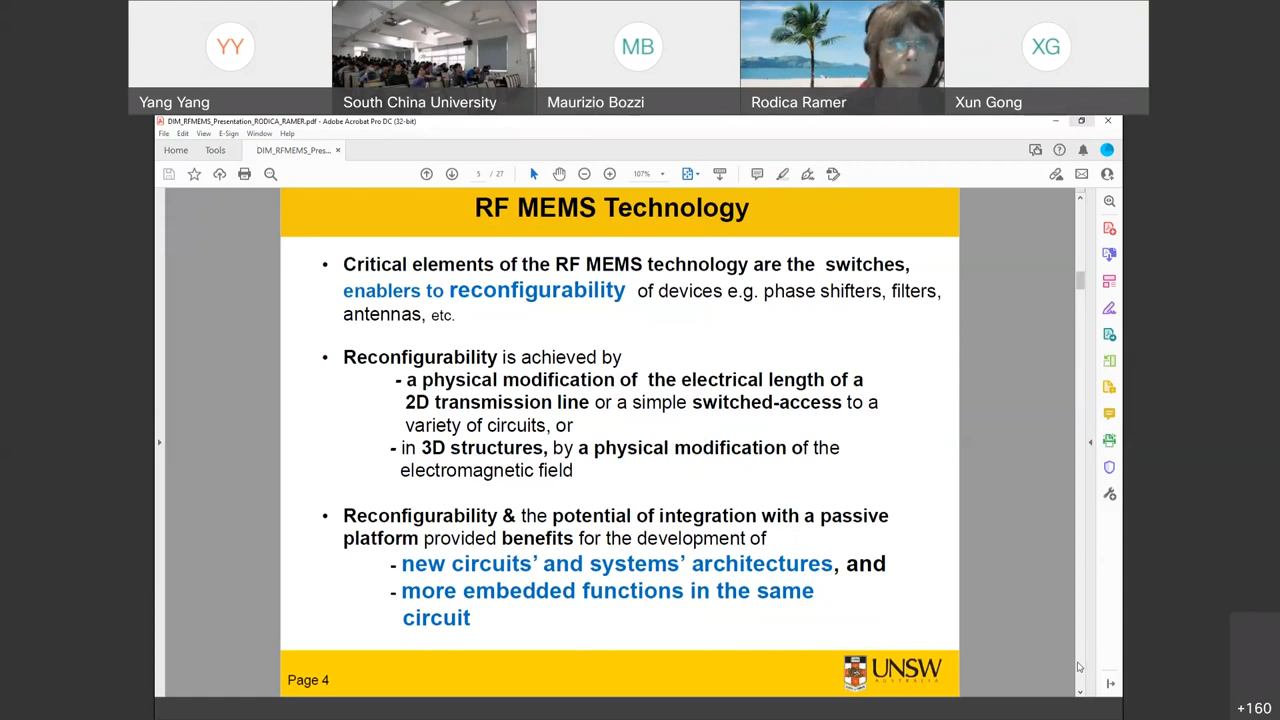 YY
MB
XG
Yang Yang
South China University
Maurizio Bozzi
Rodica Ramer
Xun Gong
DIM_RFMEMS_Presentation_RODICA_RAMER.pdf - Adobe Acrobat Pro DC (32-bit)
File Edit View E-Sign Window Help
Home Tools DIM_RFMEMS_Pres... ×
5 / 27 107%
RF MEMS Technology
• Critical elements of the RF MEMS technology are the switches,
enablers to reconfigurability of devices e.g. phase shifters, filters,
antennas, etc.
• Reconfigurability is achieved by
- a physical modification of the electrical length of a
2D transmission line or a simple switched-access to a
variety of circuits, or
- in 3D structures, by a physical modification of the
electromagnetic field
• Reconfigurability & the potential of integration with a passive
platform provided benefits for the development of
- new circuits' and systems' architectures, and
- more embedded functions in the same
circuit
Page 4
UNSW
AUSTRALIA
+160